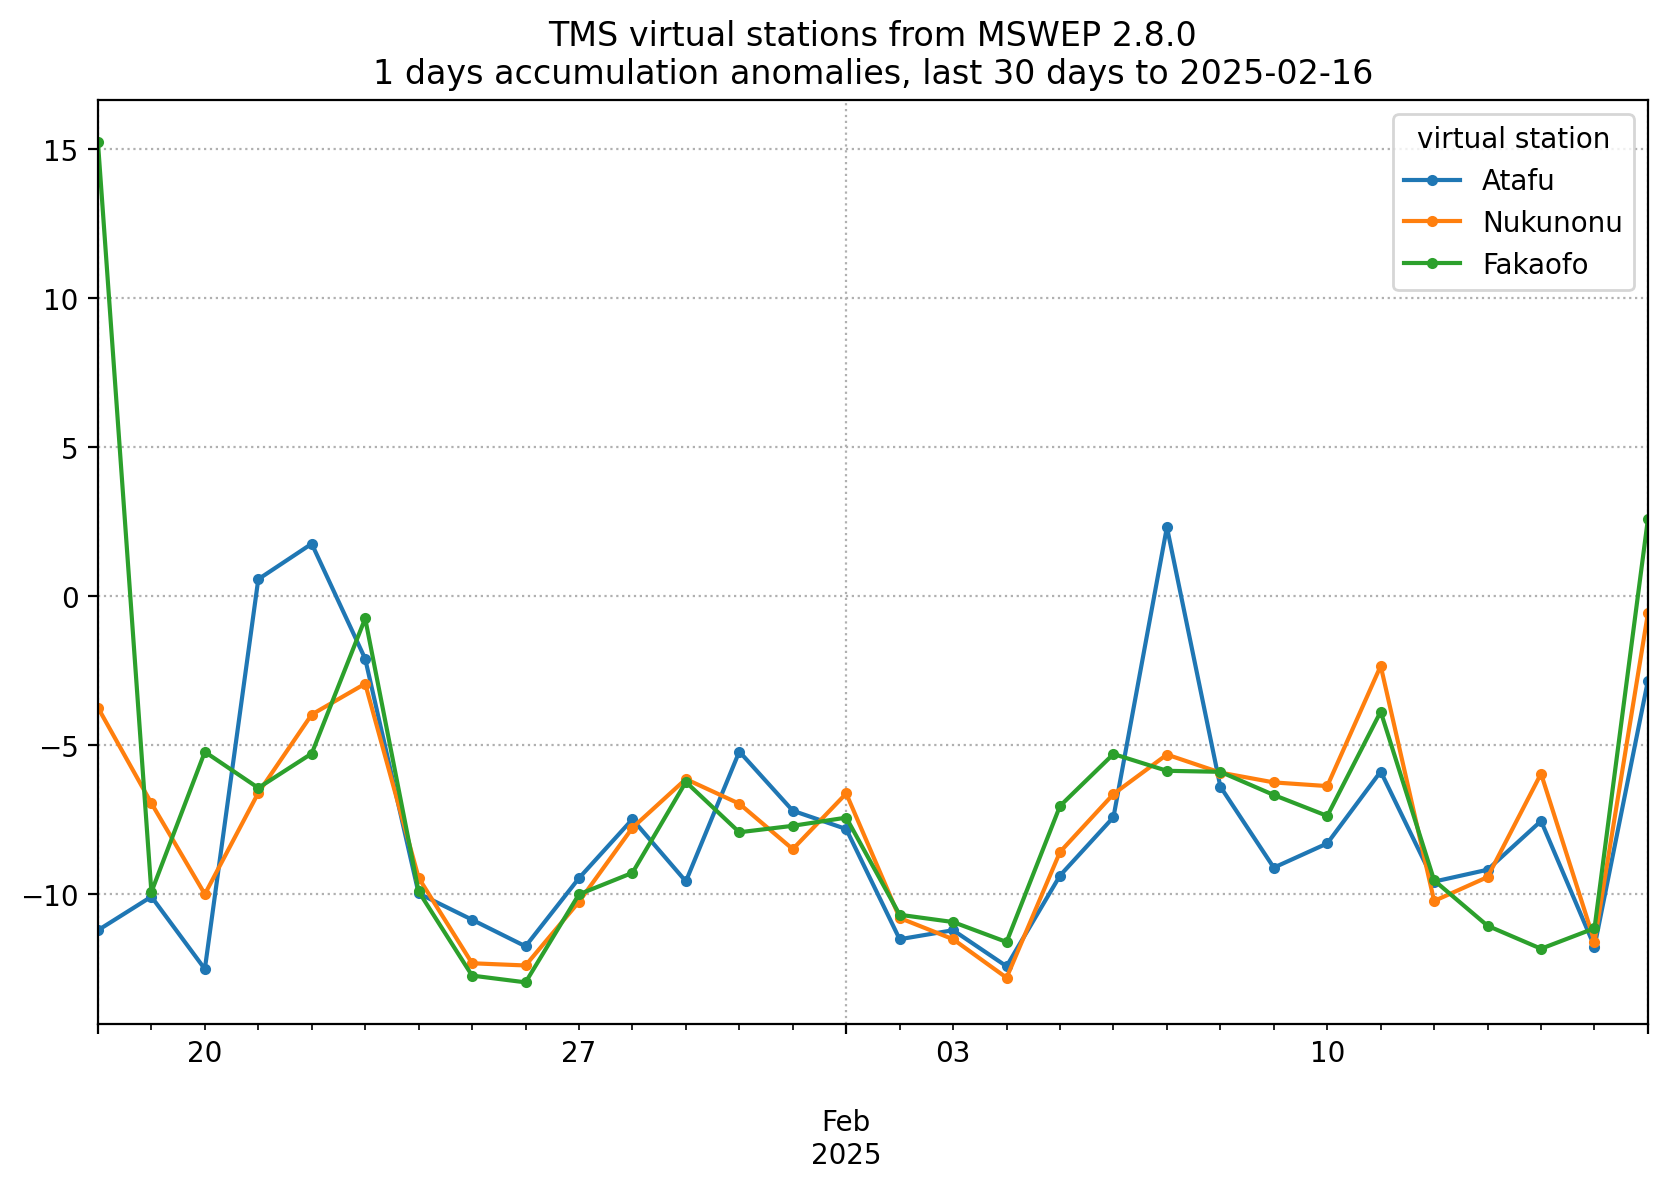 TMS virtual stations from MSWEP 2.8.0
1 days accumulation anomalies, last 30 days to 2025-02-16
virtual station
Atafu
Nukunonu
Fakaofo
15
10
5
0
−5
−10
20
27
03
10
Feb
2025